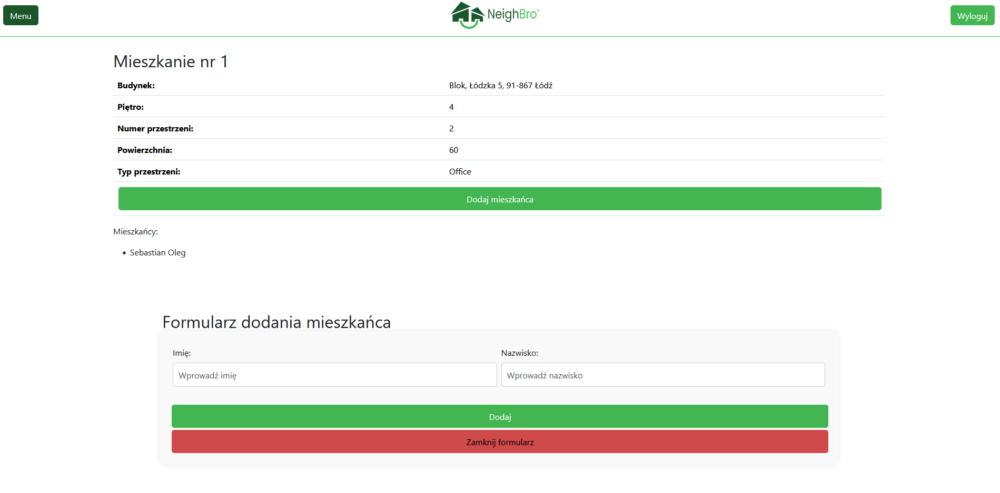 Menu
NeighBro™
Wyloguj
Mieszkanie nr 1
Budynek: Blok, Łódzka 5, 91-867 Łódź
Piętro: 4
Numer przestrzeni: 2
Powierzchnia: 60
Typ przestrzeni: Office
Dodaj mieszkańca
Mieszkańcy:
• Sebastian Oleg
Formularz dodania mieszkańca
Imię: Nazwisko:
Wprowadź imię Wprowadź nazwisko
Dodaj
Zamknij formularz